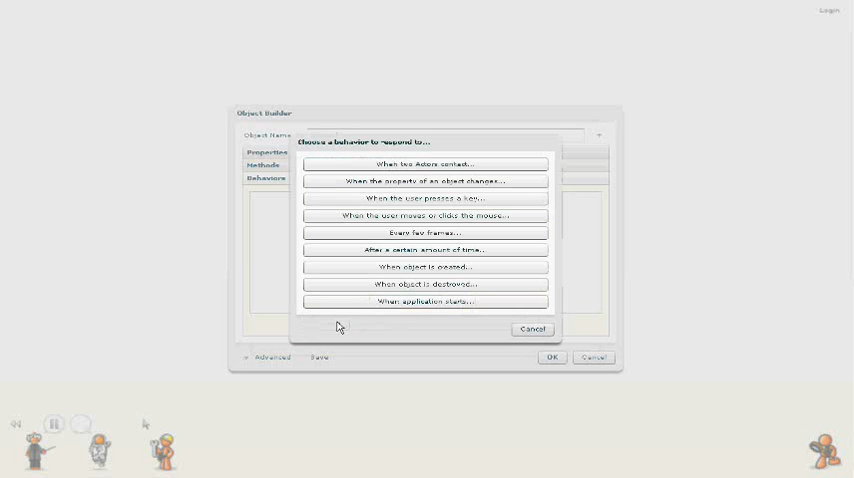 Login
Object Builder
Object Name
Choose a behavior to respond to...
Properties
When two Actors contact...
Methods
When the property of an object changes...
Behaviors
When the user presses a key...
When the user moves or clicks the mouse...
Every few frames...
After a certain amount of time..
When object is created...
When object is destroyed...
When application starts...
Cancel
Advanced Save OK Cancel